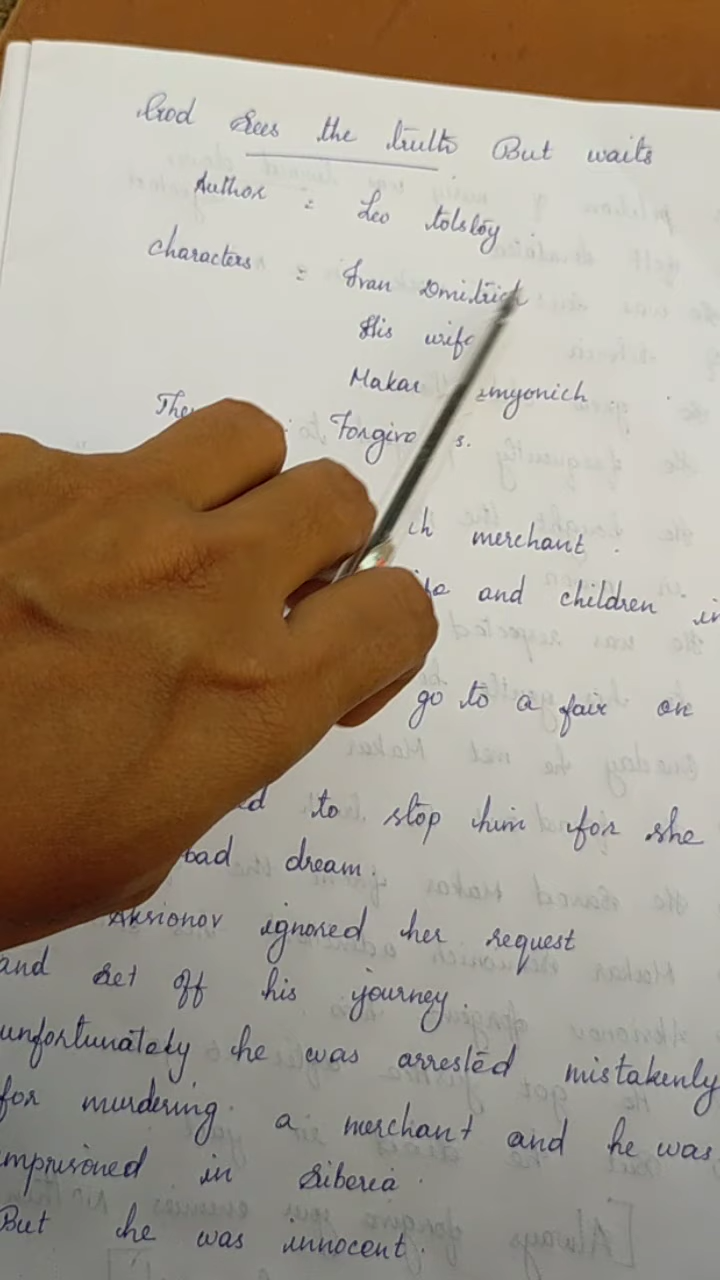 God Sees the truth But waits
Author : Leo tolstoy
characters : Ivan Dmitrich
His wife
Makar
: Forgive s.
merchant.
and children in
go to a fair on
to stop him for she
bad dream.
Aksionov ignored her request
and set off his journey.
unfortunately he was arrested mistakenly
for murdering a merchant and he was
imprisoned in Siberia.
But he was innocent.